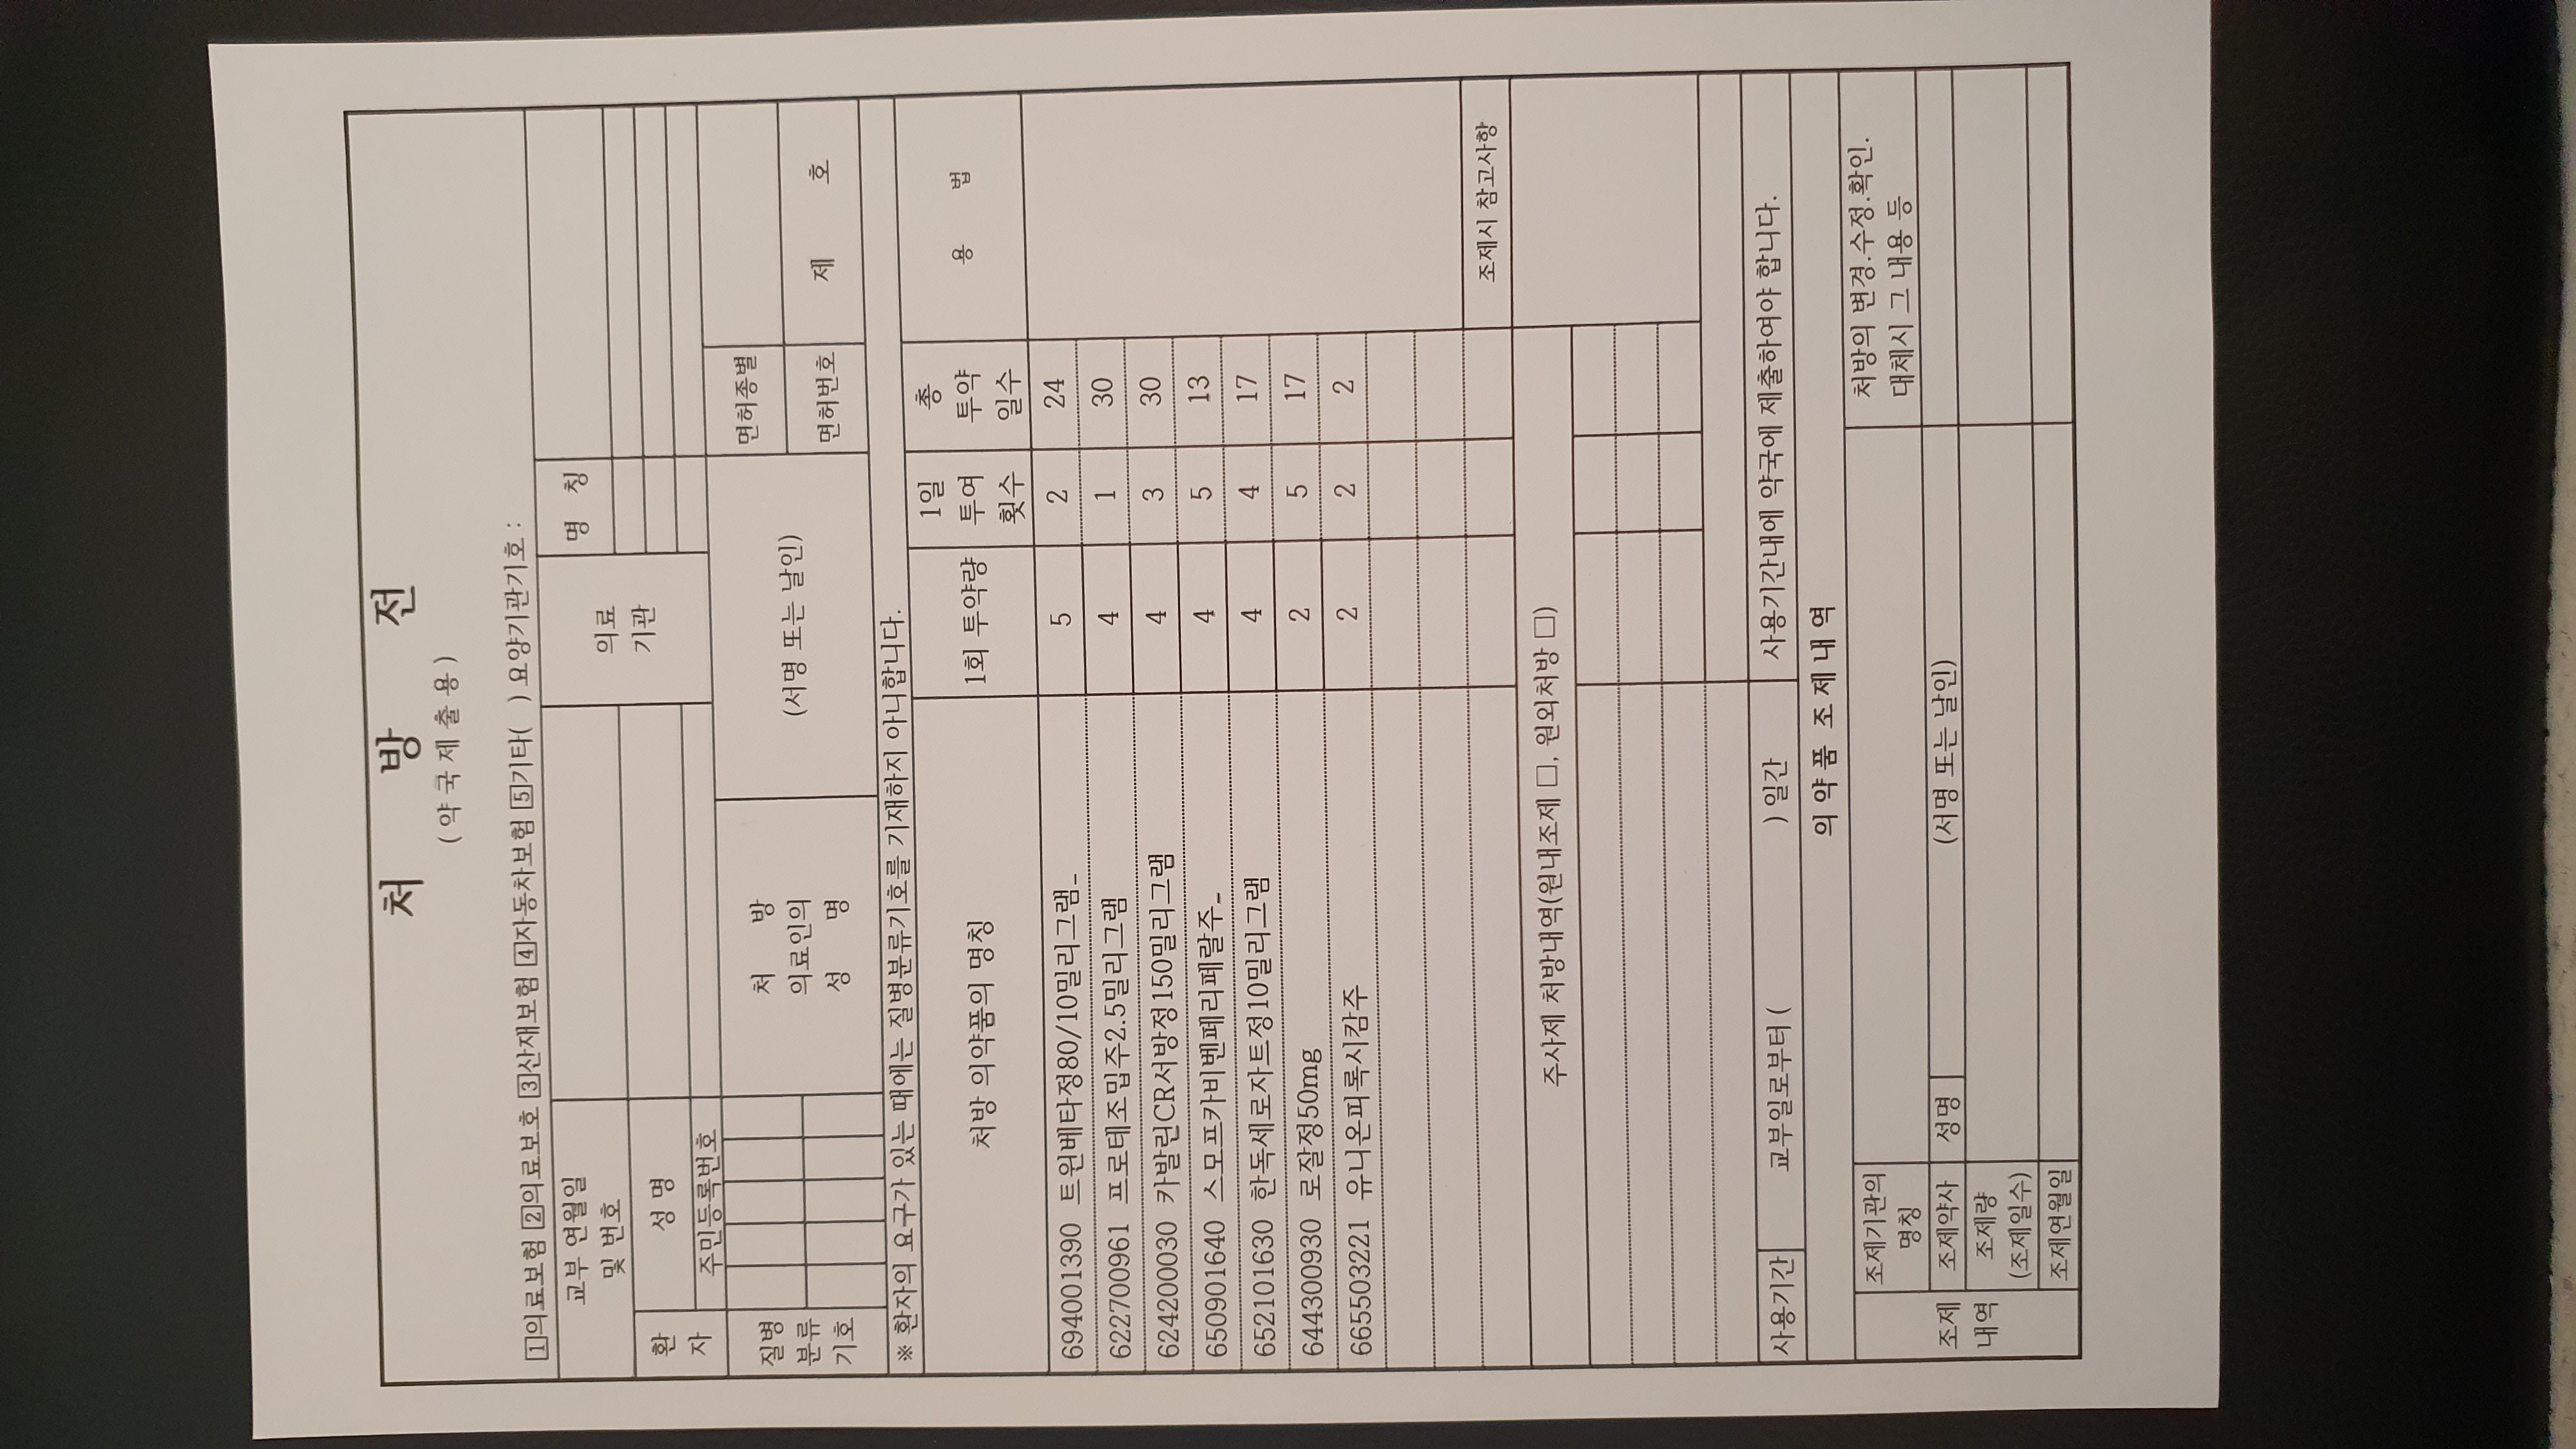 처 방 전
(약국제출용)
1의료보험 2의료보호 3산재보험 4자동차보험 5기타( ) 요양기관기호 :
교부 연월일
및 번호
의료
기관
명 칭
환
자
성 명
주민등록번호
질병
분류
기호
처 방
의료인의
성 명
(서명 또는 날인)
면허종별
면허번호
제 호
※ 환자의 요구가 있는 때에는 질병분류기호를 기재하지 아니합니다.
처방 의약품의 명칭
1회 투약량
1일
투여
횟수
총
투약
일수
용 법
694001390 트윈베타정80/10밀리그램_ 5 2 24
622700961 프로테조밉주2.5밀리그램 4 1 30
624200030 카발린CR서방정150밀리그램 4 3 30
650901640 스모프카비벤페리페랄주_ 4 5 13
652101630 한독세로자트정10밀리그램 4 4 17
644300930 로잘정50mg 2 5 17
665503221 유니온피록시캄주 2 2 2
조제시 참고사항
주사제 처방내역(원내조제 □, 원외처방 □)
사용기간 교부일로부터 ( ) 일간 사용기간내에 약국에 제출하여야 합니다.
의약품 조제내역
조제
내역
조제기관의
명칭
처방의 변경.수정.확인.
대체시 그 내용 등
조제약사 성명 (서명 또는 날인)
조제량
(조제일수)
조제연월일